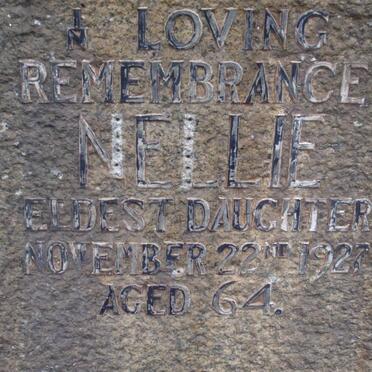 IN LOVING
REMEMBRANCE
NELLIE
ELDEST DAUGHTER
NOVEMBER 22ND 1927
AGED 64.